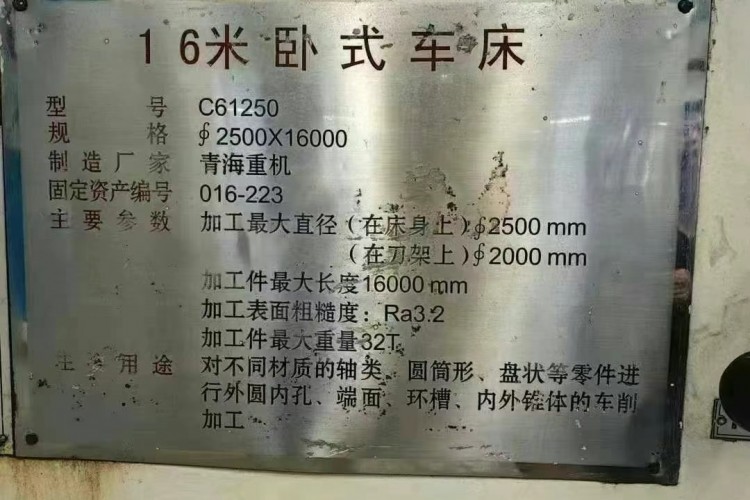 16米卧式车床
型号 C61250
规格 ∮2500X16000
制造厂家 青海重机
固定资产编号 016-223
主要参数 加工最大直径（在床身上）∮2500mm
（在刀架上）∮2000mm
加工件最大长度16000mm
加工表面粗糙度：Ra3.2
加工件最大重量32T
主要用途 对不同材质的轴类、圆筒形、盘状等零件进
行外圆内孔、端面、环槽、内外锥体的车削
加工